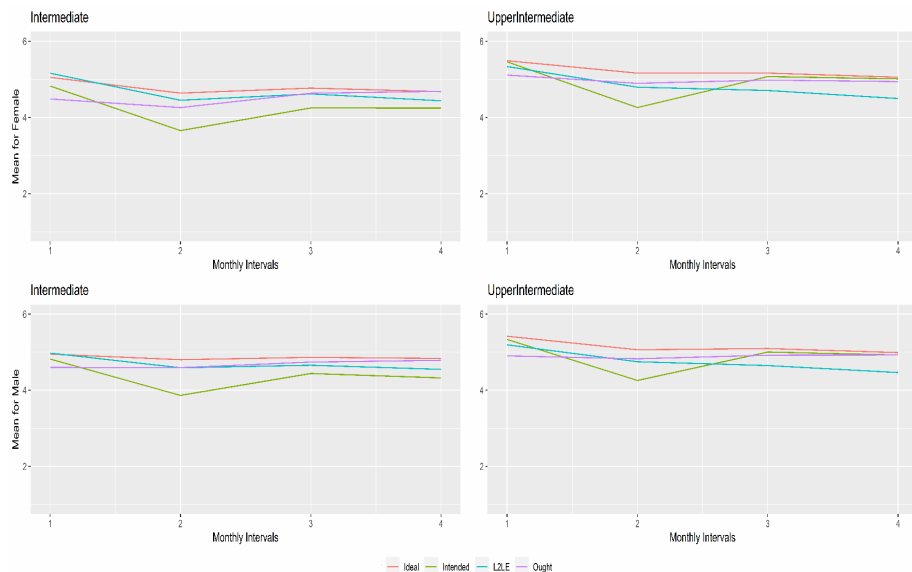 Intermediate
UpperIntermediate
Mean for Female
6
4
2
6
4
2
1 2 3 4
1 2 3 4
Monthly Intervals
Monthly Intervals
Intermediate
UpperIntermediate
Mean for Male
6
4
2
6
4
2
1 2 3 4
1 2 3 4
Monthly Intervals
Monthly Intervals
Ideal Intended L2LE Ought